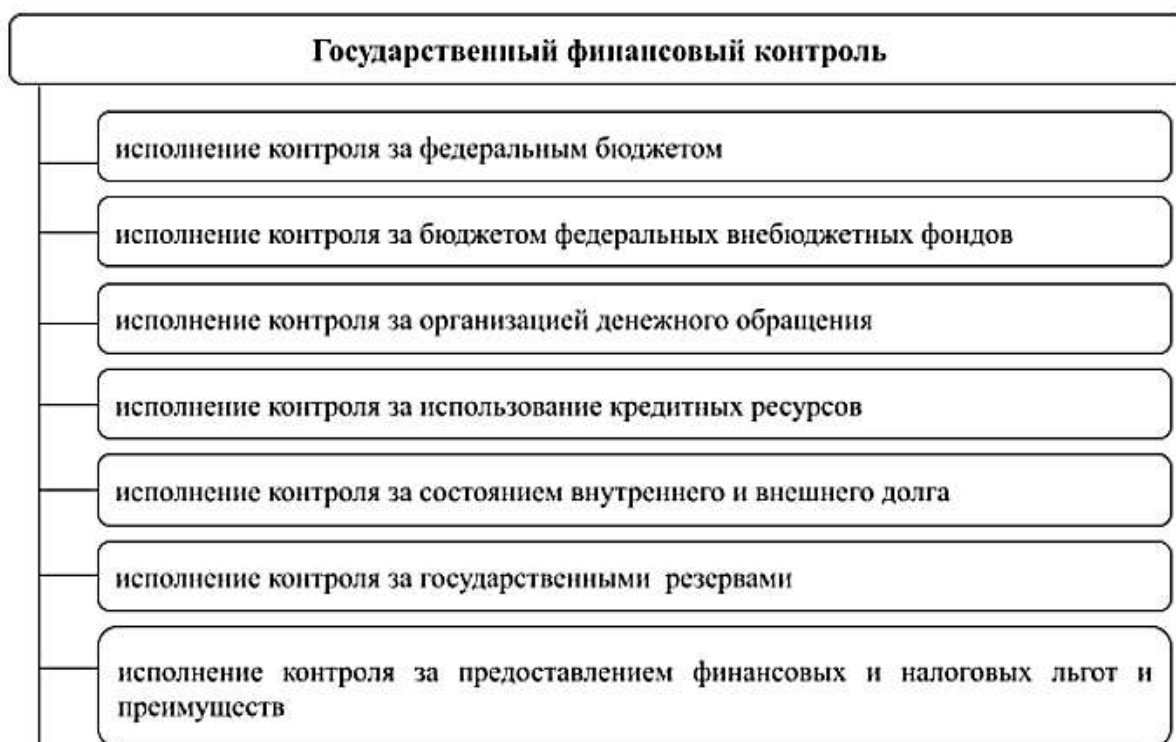 Государственный финансовый контроль
исполнение контроля за федеральным бюджетом
исполнение контроля за бюджетом федеральных внебюджетных фондов
исполнение контроля за организацией денежного обращения
исполнение контроля за использование кредитных ресурсов
исполнение контроля за состоянием внутреннего и внешнего долга
исполнение контроля за государственными резервами
исполнение контроля за предоставлением финансовых и налоговых льгот и
преимуществ